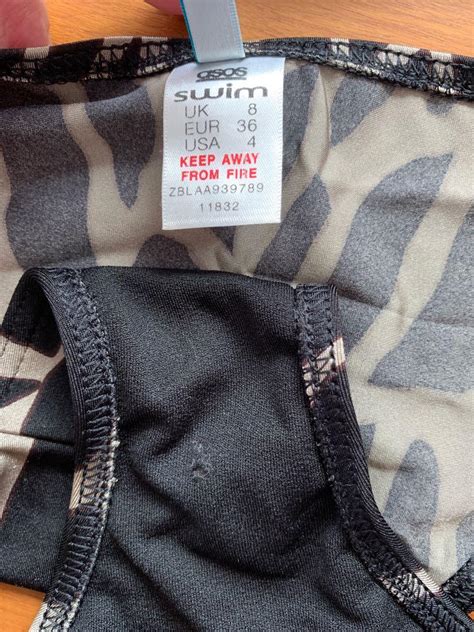 asos
swim
UK 8
EUR 36
USA 4
KEEP AWAY
FROM FIRE
ZBLAA939789
11832